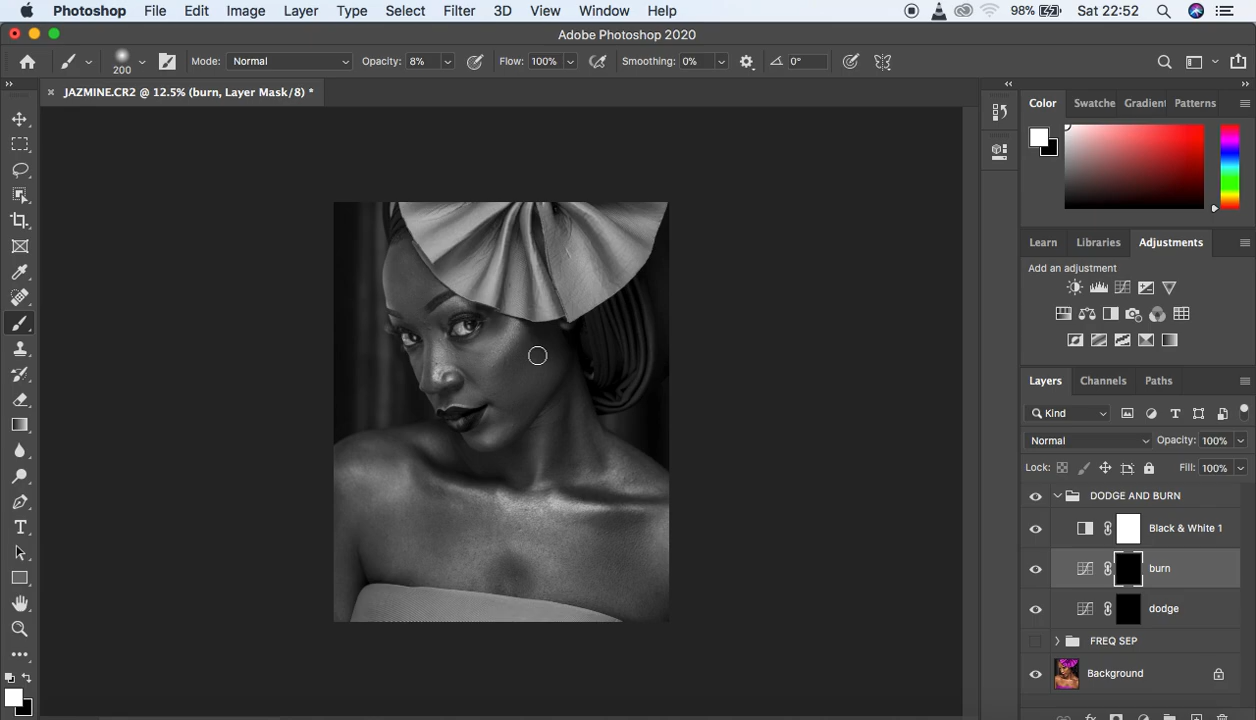 Photoshop File Edit Image Layer Type Select Filter 3D View Window Help 98% Sat 22:52
Adobe Photoshop 2020
200 Mode: Normal Opacity: 8% Flow: 100% Smoothing: 0% 0°
JAZMINE.CR2 @ 12.5% (burn, Layer Mask/8) *
Color Swatche Gradient Patterns
Learn Libraries Adjustments
Add an adjustment
Layers Channels Paths
Kind
Normal Opacity: 100%
Lock: Fill: 100%
DODGE AND BURN
Black & White 1
burn
dodge
FREQ SEP
Background